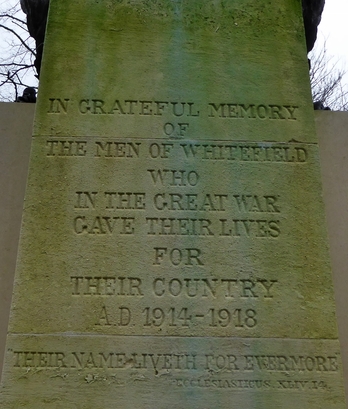 IN GRATEFUL MEMORY
OF
THE MEN OF WHITEFIELD
WHO
IN THE GREAT WAR
GAVE THEIR LIVES
FOR
THEIR COUNTRY
A.D. 1914-1918
"THEIR NAME LIVETH FOR EVERMORE"
ECCLESIASTICUS XLIV.14.